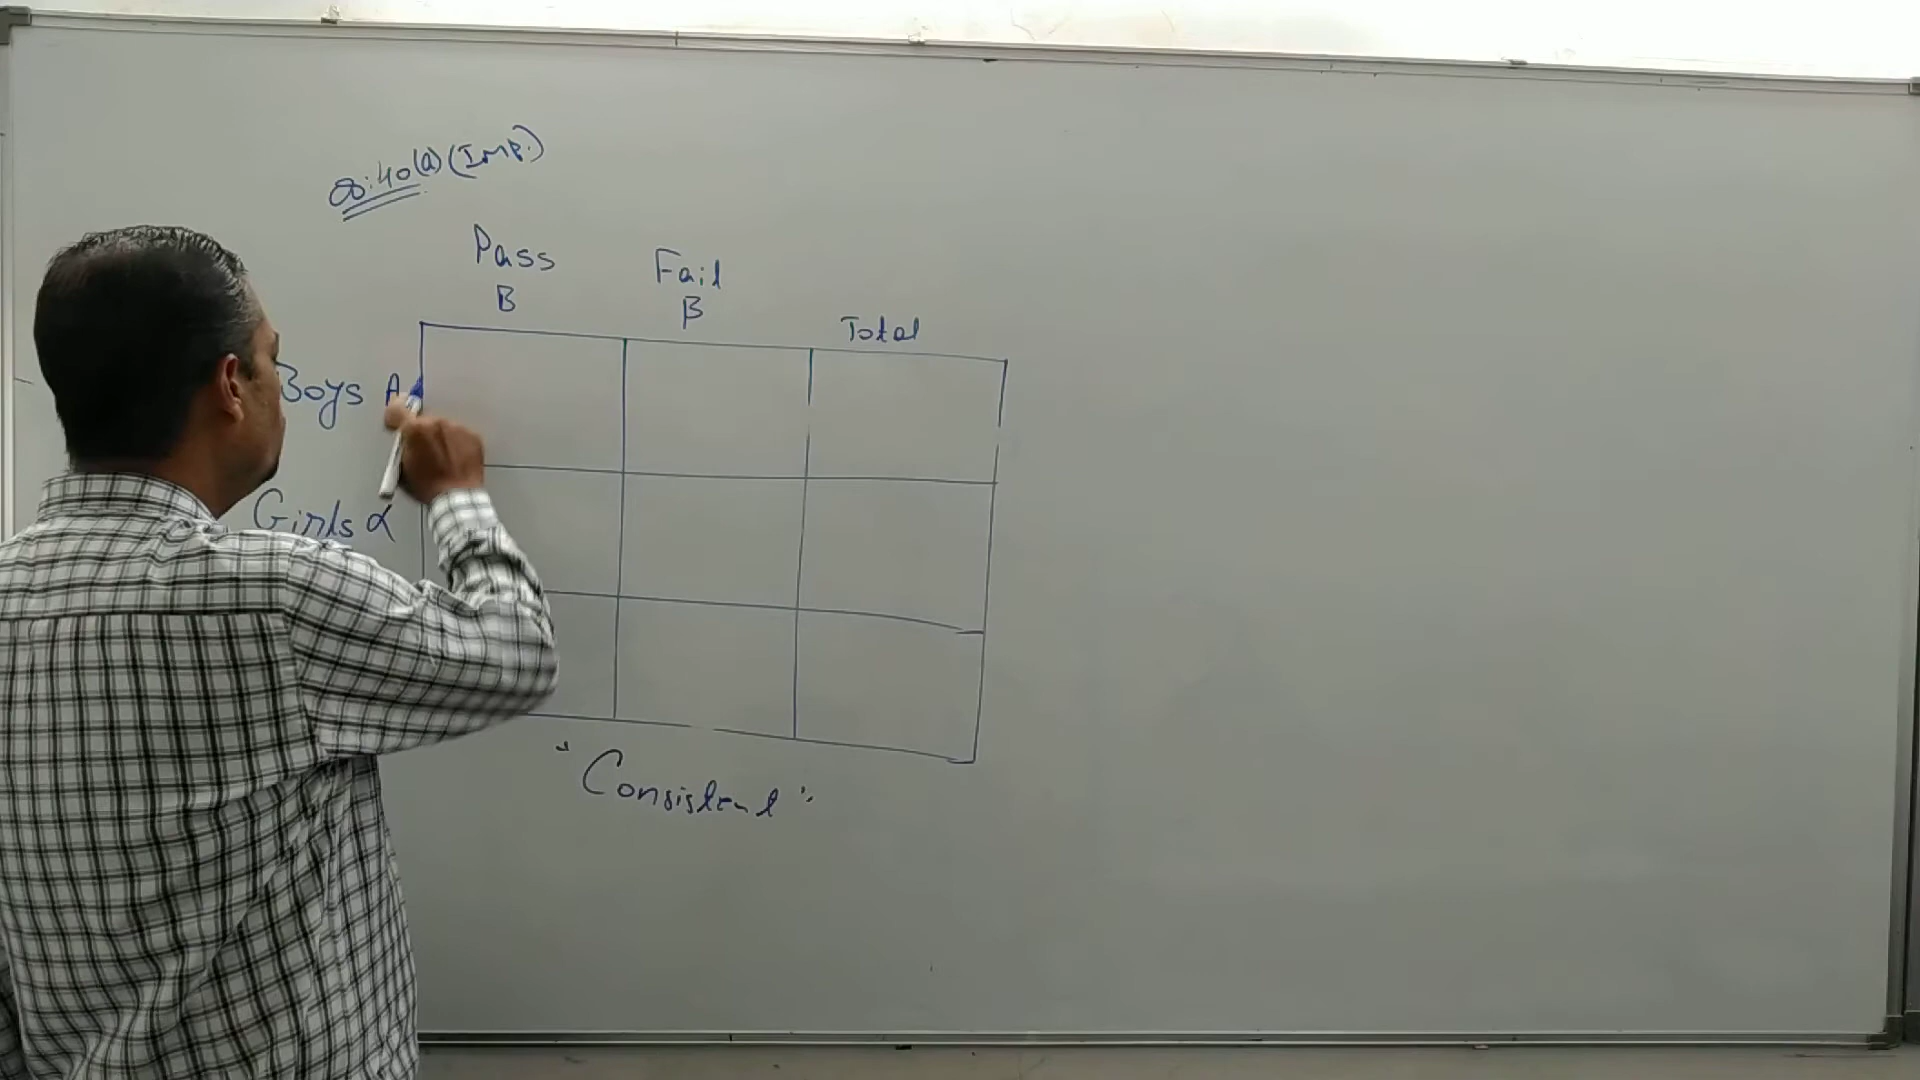 Q:40(a)(Imp.)
Pass Fail
B β Total
Boys A
Girls α
"Consistent"